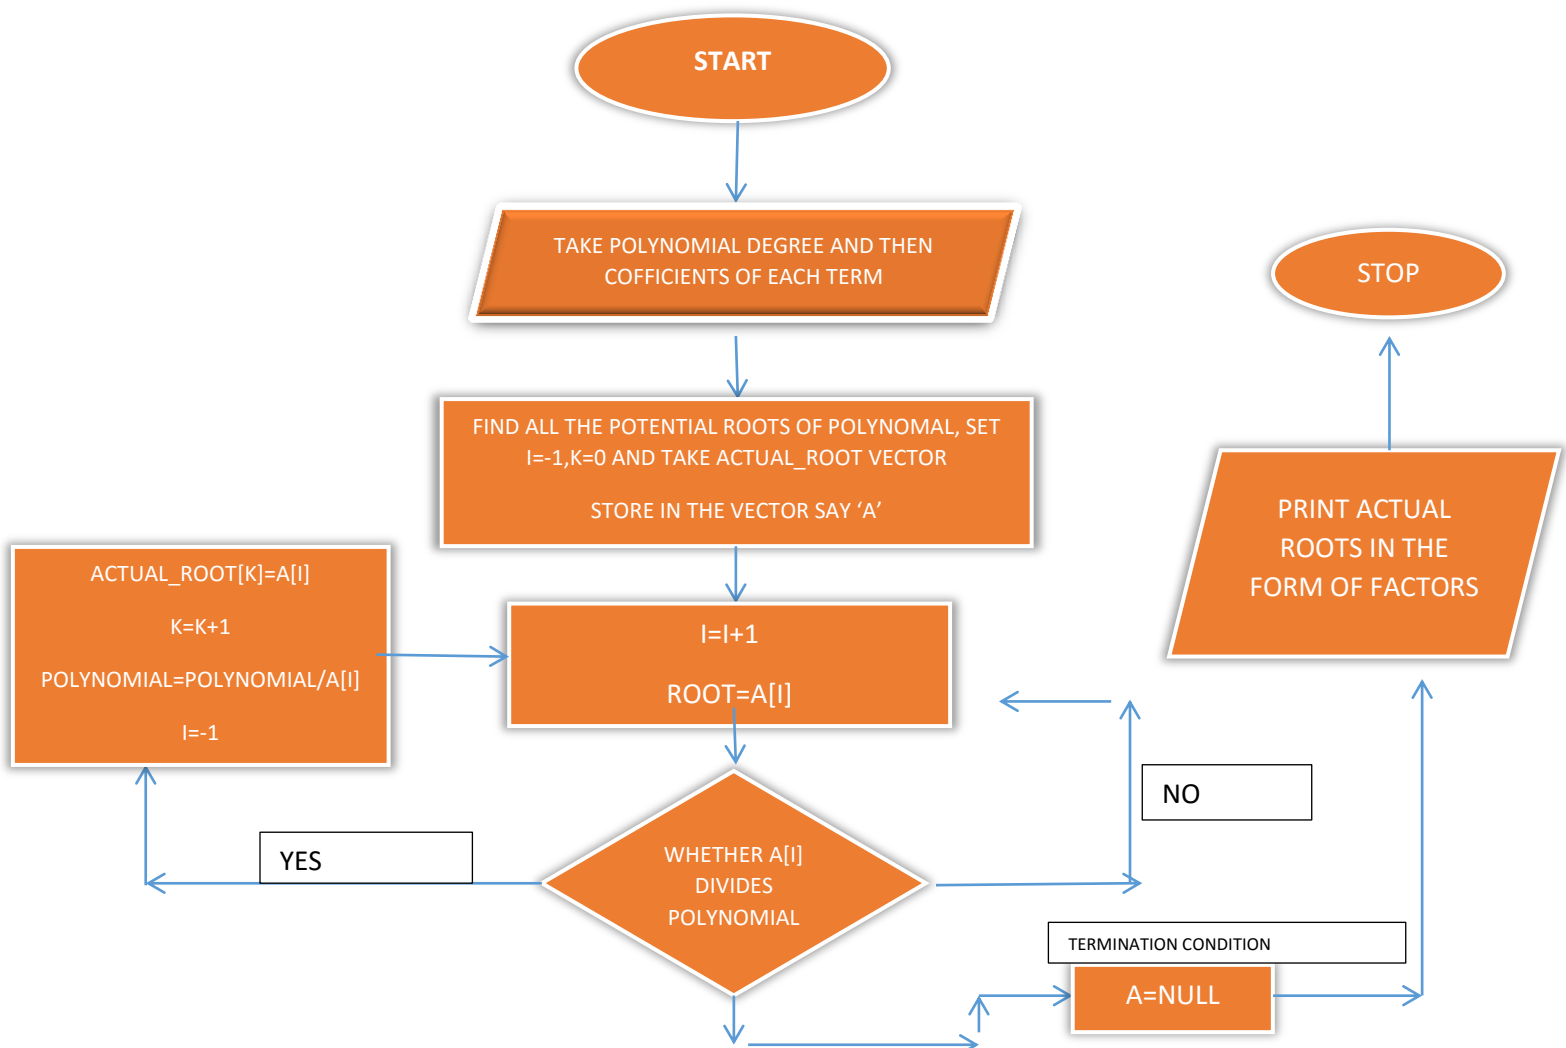 START
TAKE POLYNOMIAL DEGREE AND THEN
COFFICIENTS OF EACH TERM
STOP
FIND ALL THE POTENTIAL ROOTS OF POLYNOMAL, SET
I=-1,K=0 AND TAKE ACTUAL_ROOT VECTOR
STORE IN THE VECTOR SAY ‘A’
PRINT ACTUAL
ROOTS IN THE
FORM OF FACTORS
ACTUAL_ROOT[K]=A[I]
K=K+1
POLYNOMIAL=POLYNOMIAL/A[I]
I=-1
I=I+1
ROOT=A[I]
NO
YES
WHETHER A[I]
DIVIDES
POLYNOMIAL
TERMINATION CONDITION
A=NULL